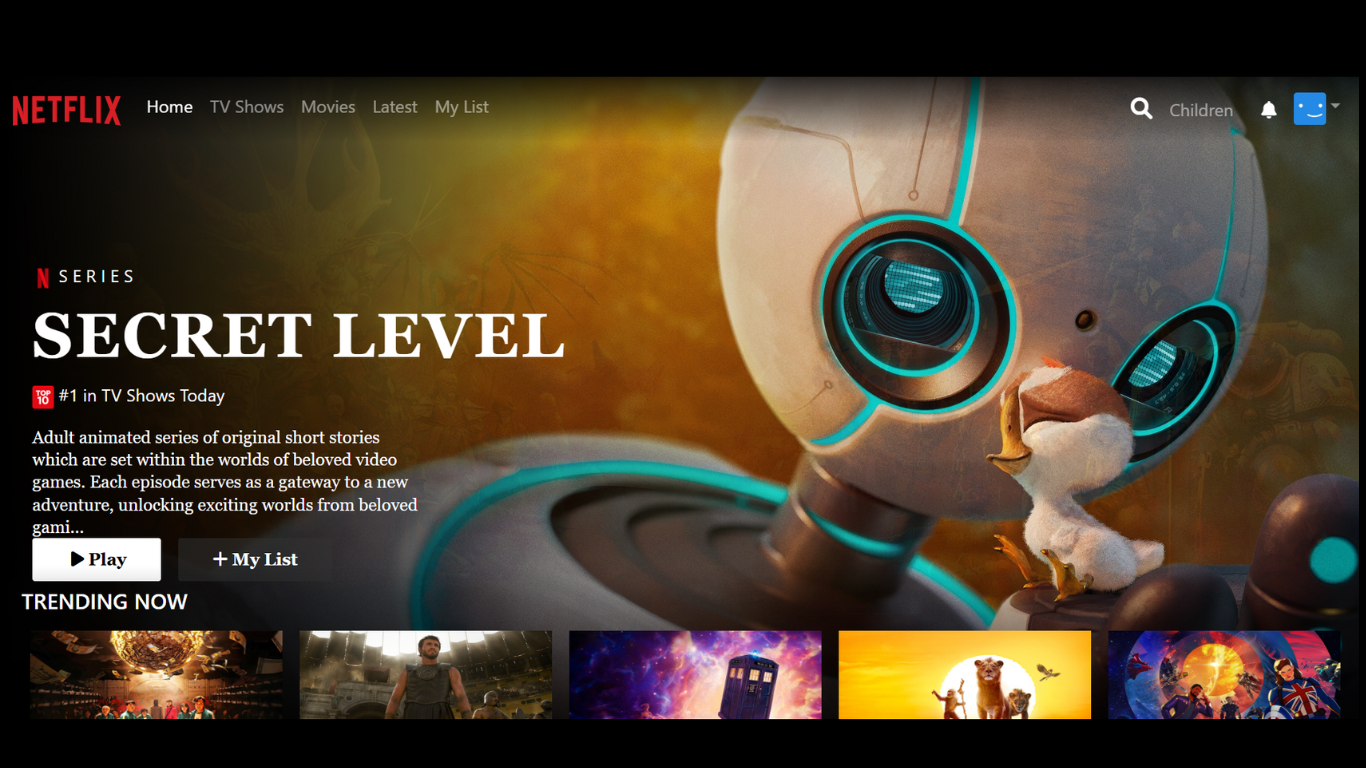 NETFLIX Home TV Shows Movies Latest My List Children
N SERIES
SECRET LEVEL
TOP 10 #1 in TV Shows Today
Adult animated series of original short stories
which are set within the worlds of beloved video
games. Each episode serves as a gateway to a new
adventure, unlocking exciting worlds from beloved
gami...
Play + My List
TRENDING NOW